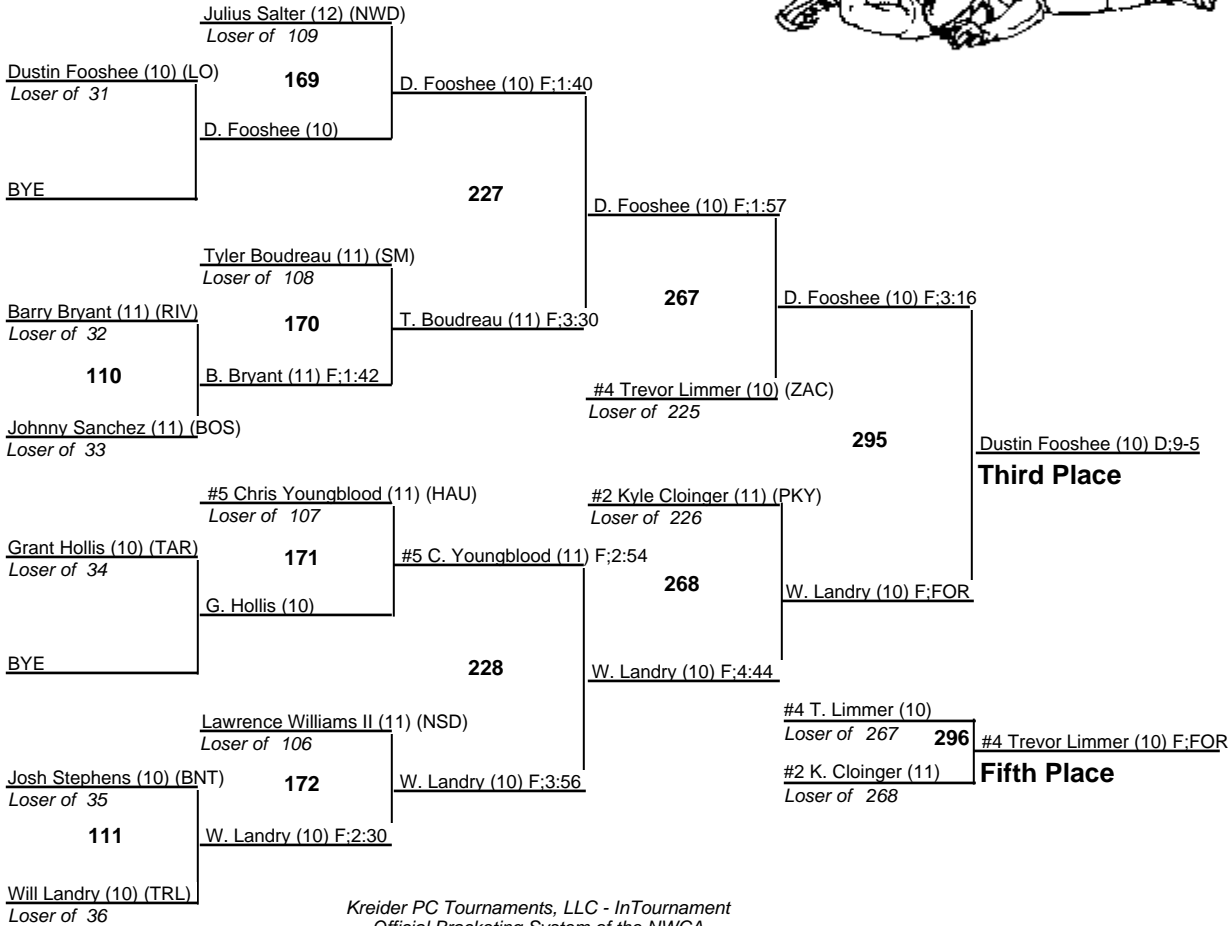 Julius Salter (12) (NWD)
Loser of 109
Dustin Fooshee (10) (LO)
Loser of 31
169
D. Fooshee (10) F;1:40
D. Fooshee (10)
BYE
227
D. Fooshee (10) F;1:57
Tyler Boudreau (11) (SM)
Loser of 108
Barry Bryant (11) (RIV)
Loser of 32
170
T. Boudreau (11) F;3:30
267
D. Fooshee (10) F;3:16
110
B. Bryant (11) F;1:42
#4 Trevor Limmer (10) (ZAC)
Loser of 225
Johnny Sanchez (11) (BOS)
Loser of 33
295
Dustin Fooshee (10) D;9-5
Third Place
#5 Chris Youngblood (11) (HAU)
Loser of 107
#2 Kyle Cloinger (11) (PKY)
Loser of 226
Grant Hollis (10) (TAR)
Loser of 34
171
#5 C. Youngblood (11) F;2:54
268
G. Hollis (10)
W. Landry (10) F;FOR
BYE
228
W. Landry (10) F;4:44
Lawrence Williams II (11) (NSD)
Loser of 106
#4 T. Limmer (10)
Loser of 267
296
#4 Trevor Limmer (10) F;FOR
Fifth Place
#2 K. Cloinger (11)
Loser of 268
Josh Stephens (10) (BNT)
Loser of 35
172
W. Landry (10) F;3:56
111
W. Landry (10) F;2:30
Will Landry (10) (TRL)
Loser of 36
Kreider PC Tournaments, LLC - InTournament
Official Bracketing System of the NWCA